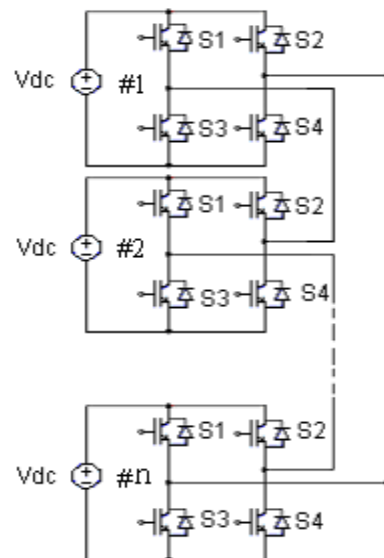 S1 S2
Vdc #1
S3 S4
S1 S2
Vdc #2
S3 S4
S1 S2
Vdc #n
S3 S4